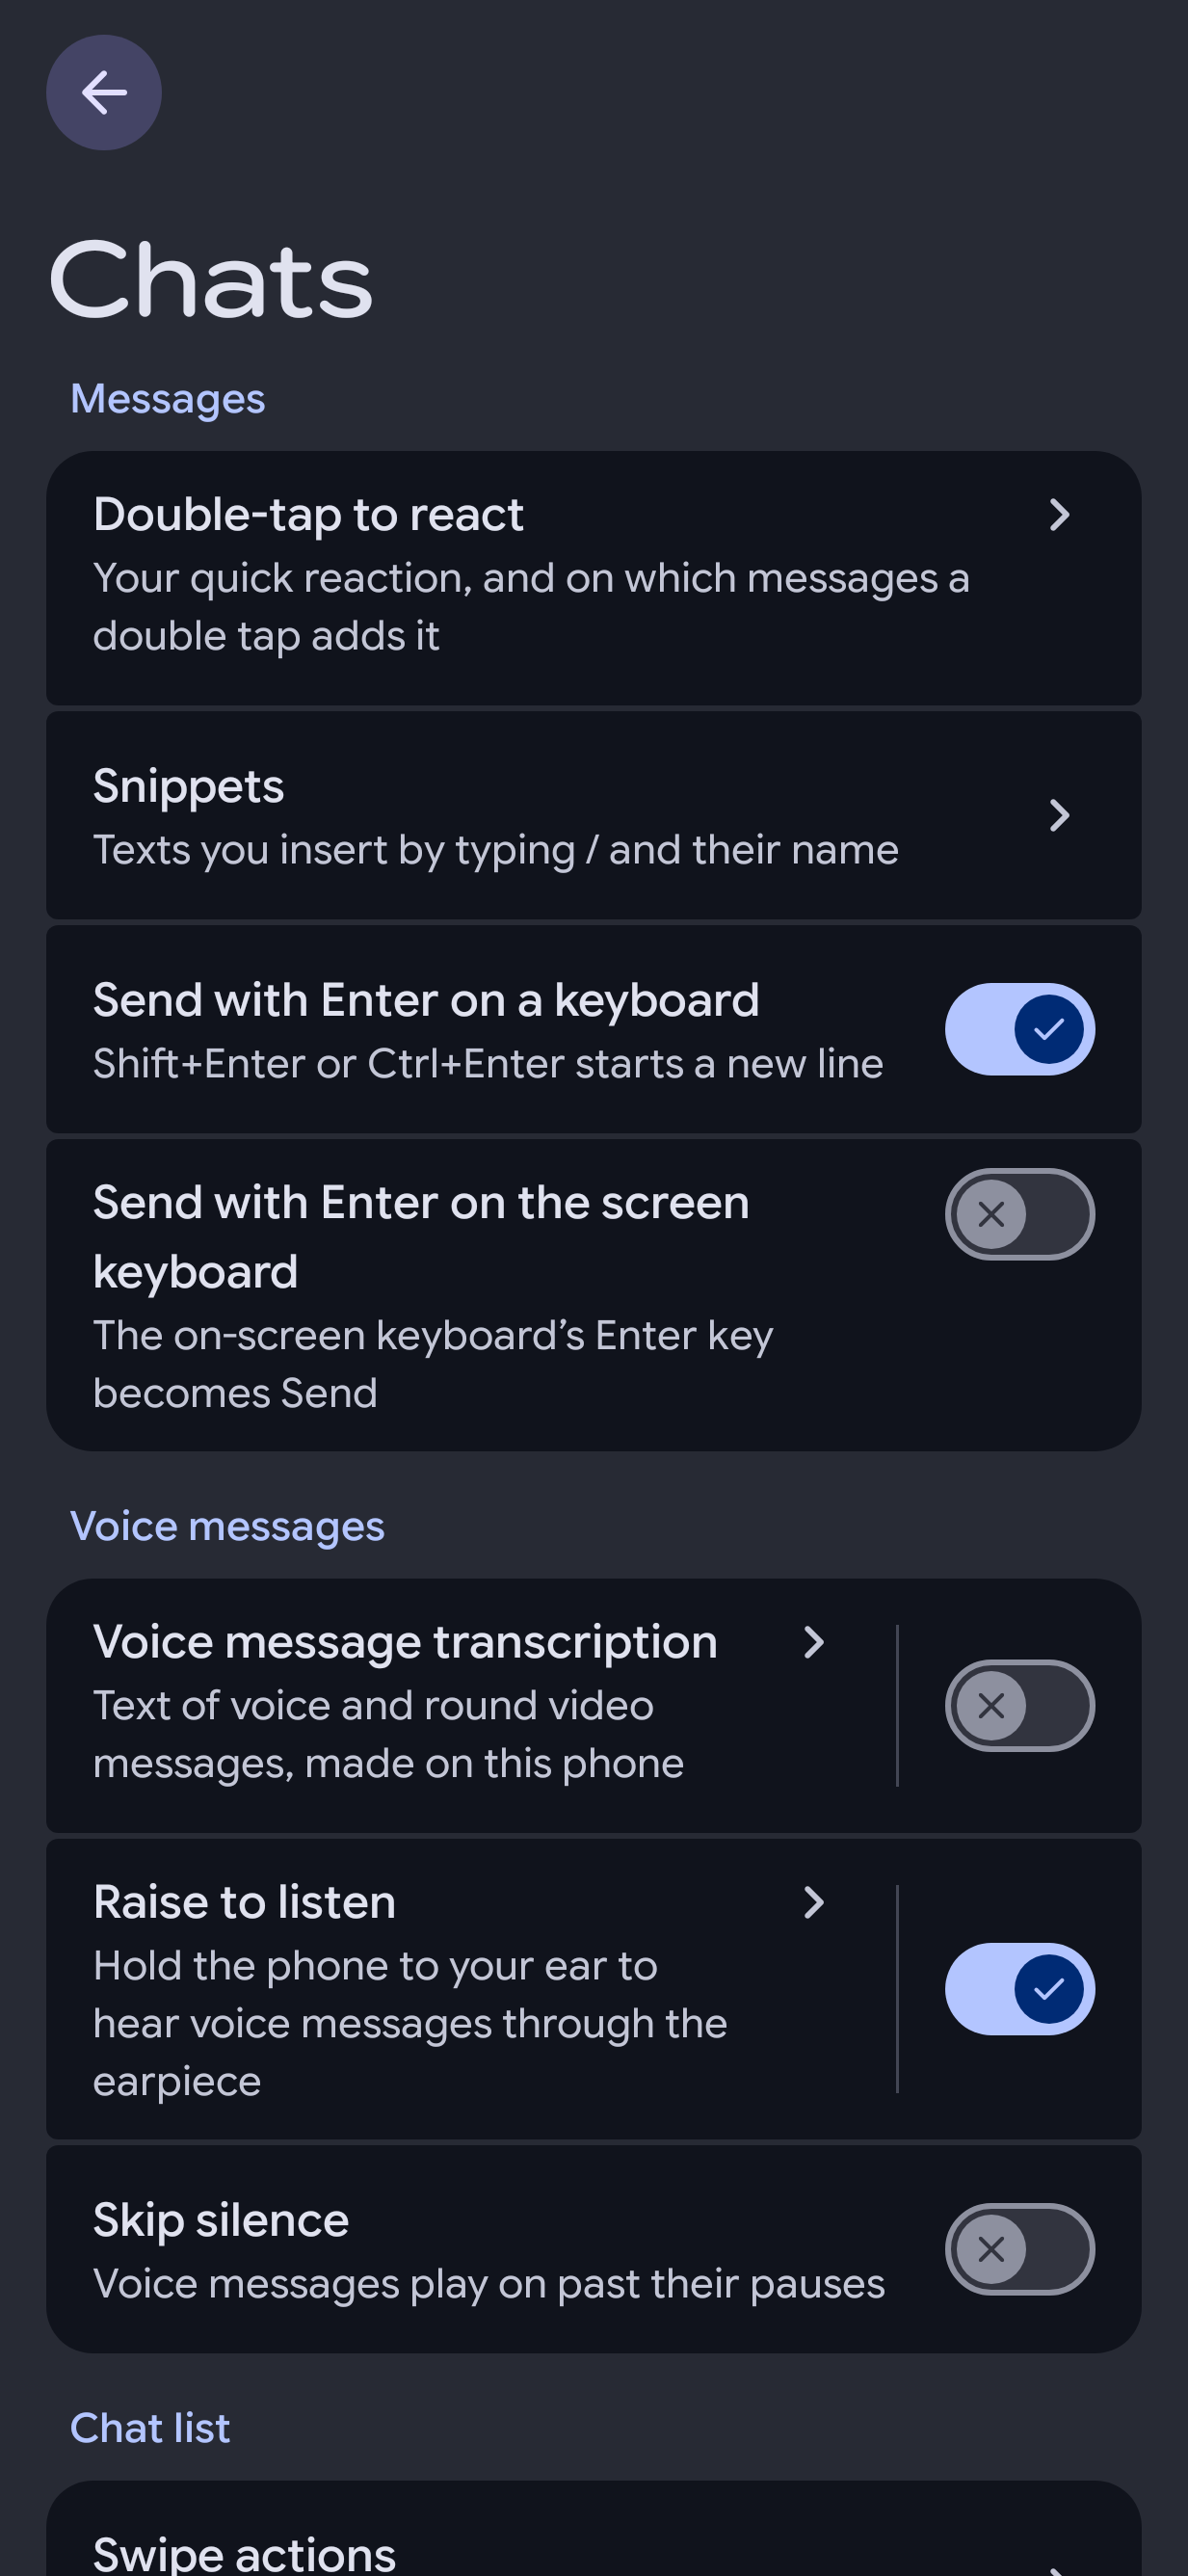 Chats
Messages
Double-tap to react
Your quick reaction, and on which messages a
double tap adds it
Snippets
Texts you insert by typing / and their name
Send with Enter on a keyboard
Shift+Enter or Ctrl+Enter starts a new line
Send with Enter on the screen
keyboard
The on-screen keyboard’s Enter key
becomes Send
Voice messages
Voice message transcription
Text of voice and round video
messages, made on this phone
Raise to listen
Hold the phone to your ear to
hear voice messages through the
earpiece
Skip silence
Voice messages play on past their pauses
Chat list
Swipe actions